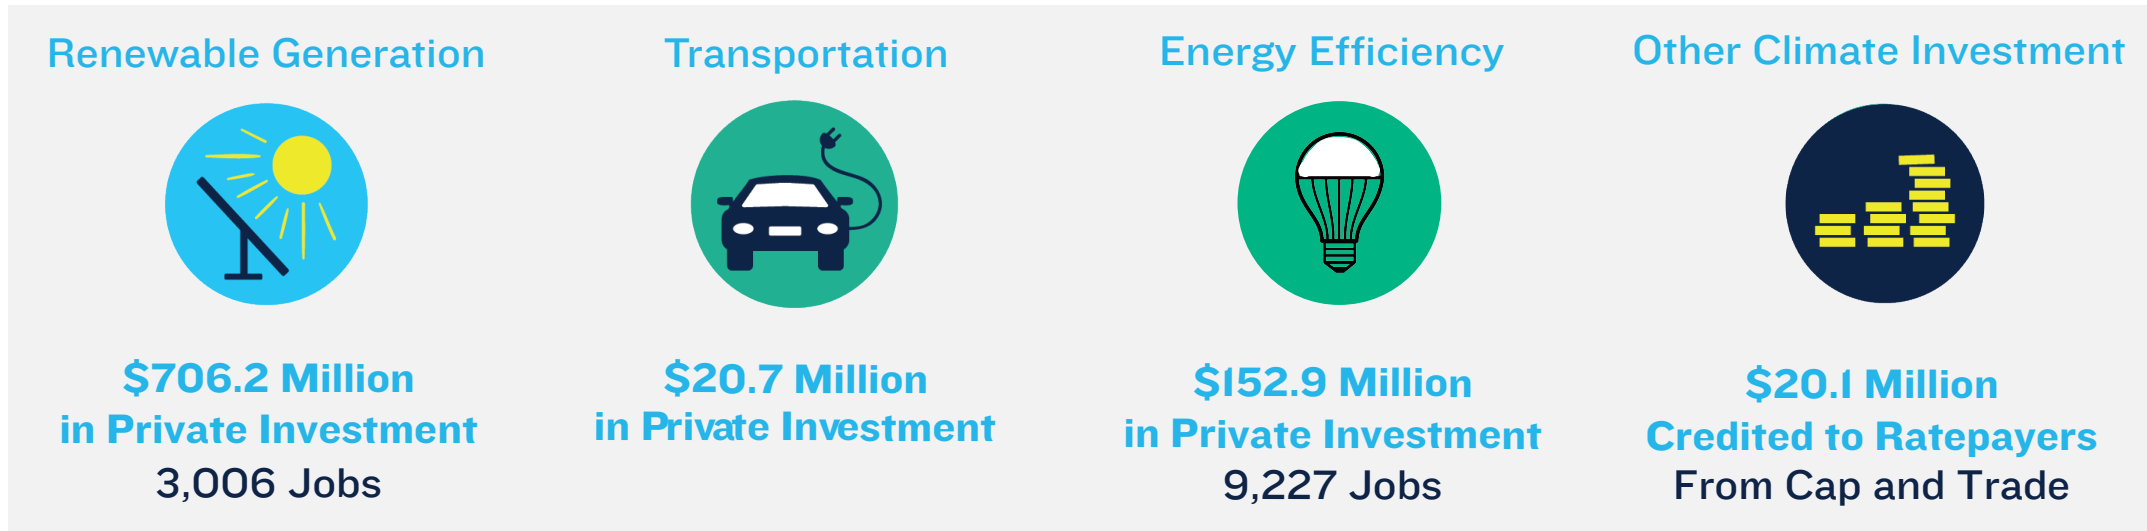 Renewable Generation
$706.2 Million
in Private Investment
3,006 Jobs
Transportation
$20.7 Million
in Private Investment
Energy Efficiency
$152.9 Million
in Private Investment
9,227 Jobs
Other Climate Investment
$20.1 Million
Credited to Ratepayers
From Cap and Trade